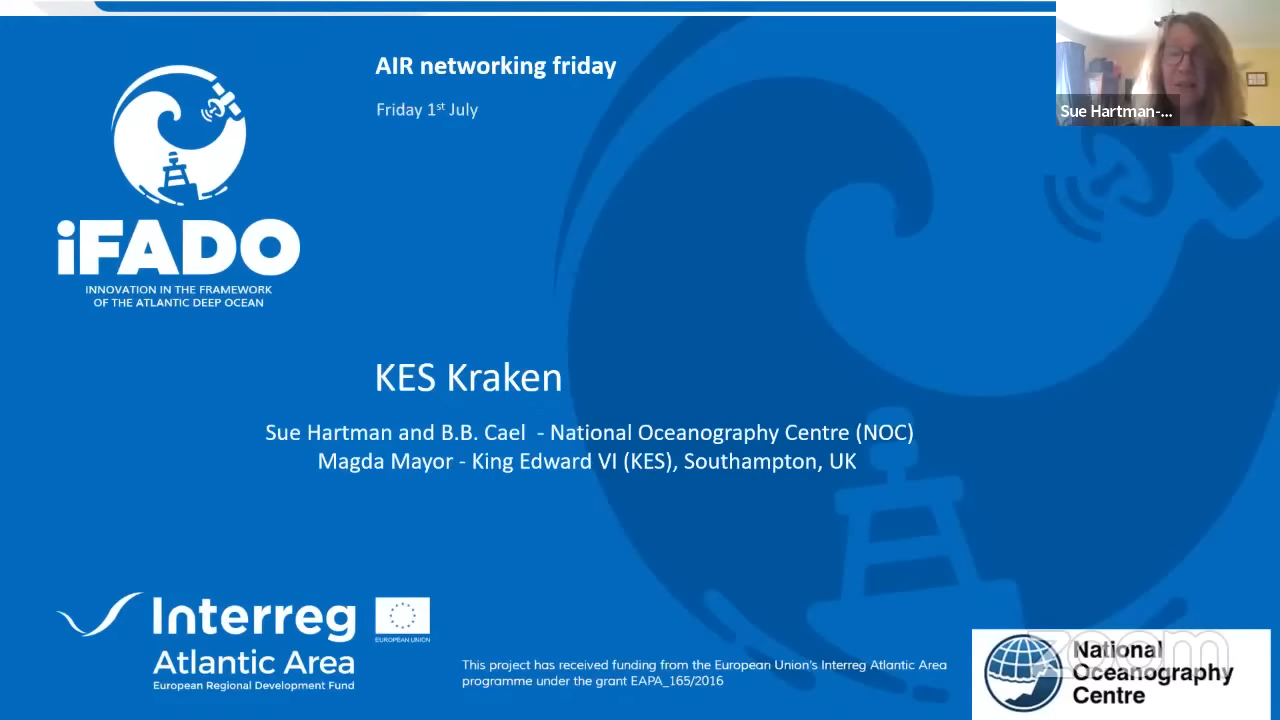 AIR networking friday
Friday 1st July
Sue Hartman-...
iFADO
INNOVATION IN THE FRAMEWORK
OF THE ATLANTIC DEEP OCEAN
KES Kraken
Sue Hartman and B.B. Cael - National Oceanography Centre (NOC)
Magda Mayor - King Edward VI (KES), Southampton, UK
Interreg
EUROPEAN UNION
Atlantic Area
European Regional Development Fund
This project has received funding from the European Union's Interreg Atlantic Area
programme under the grant EAPA_165/2016
National
Oceanography
Centre
zoom